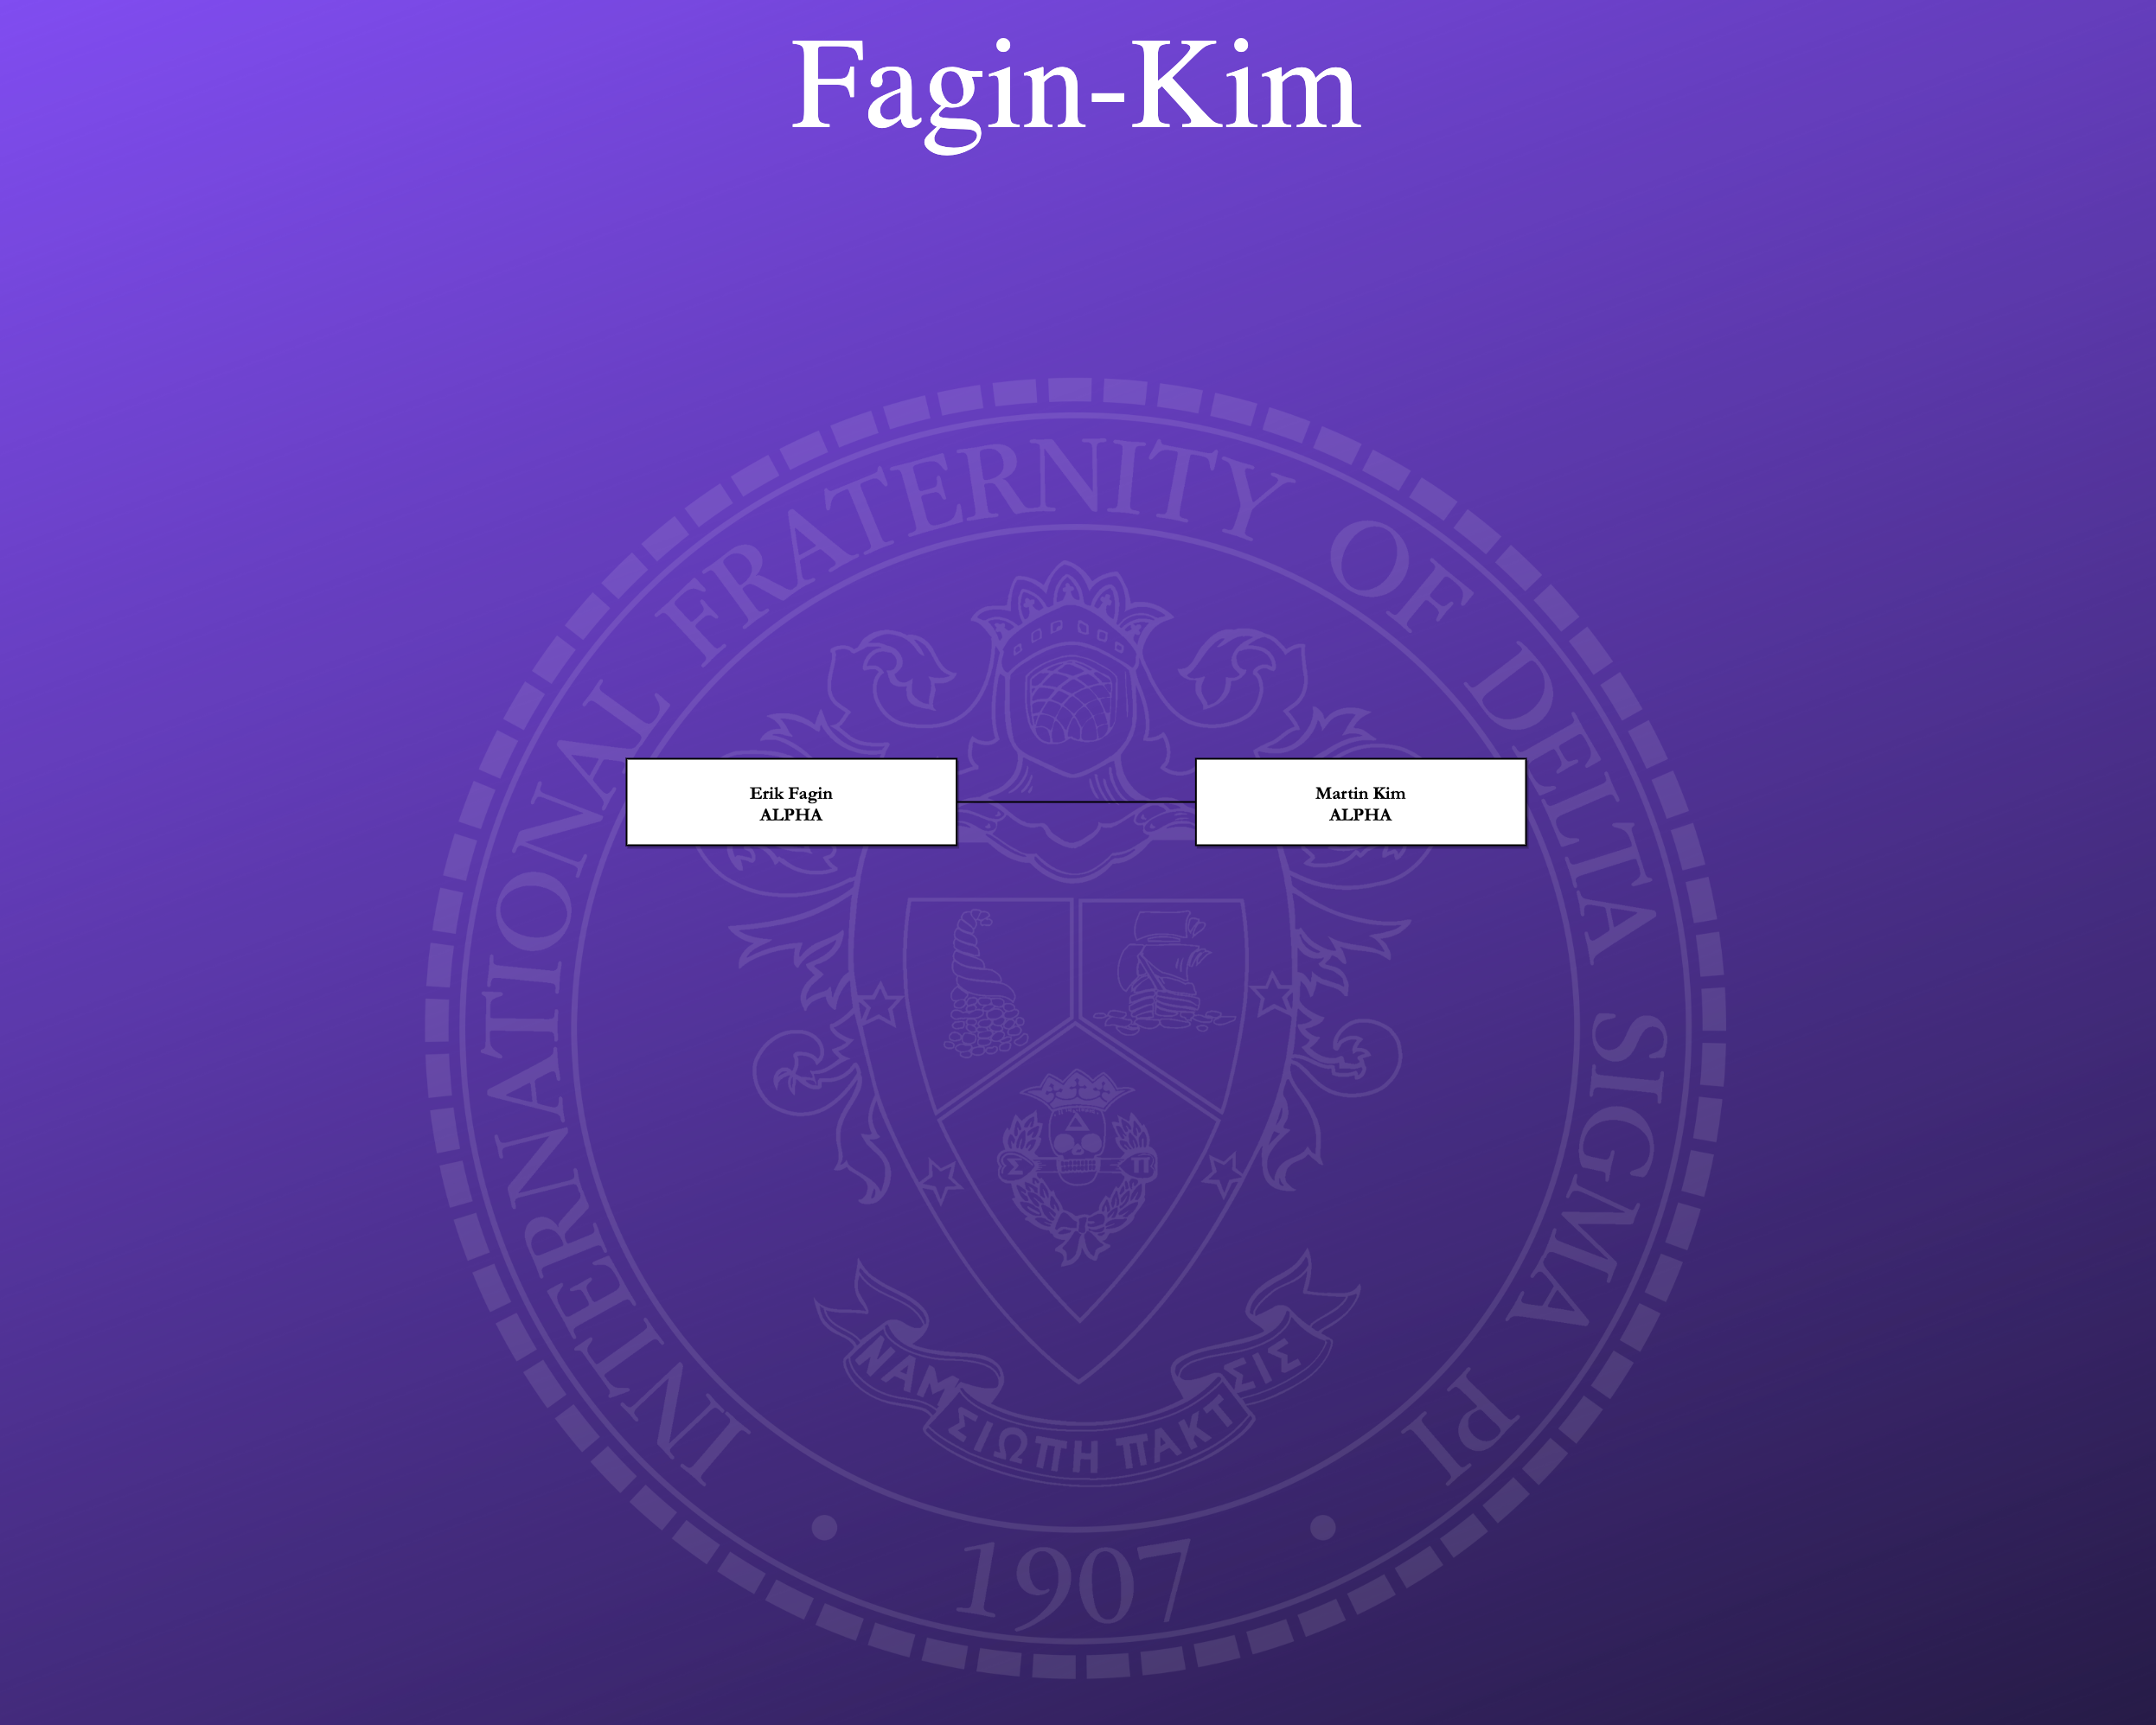 Fagin-Kim
INTERNATIONAL FRATERNITY OF DELTA SIGMA PI
Erik Fagin
ALPHA
Martin Kim
ALPHA
Σ
Δ
Π
ΝΑΜ ΣΙΩΠΗ ΠΑΚΤ ΣΙΣ
1907